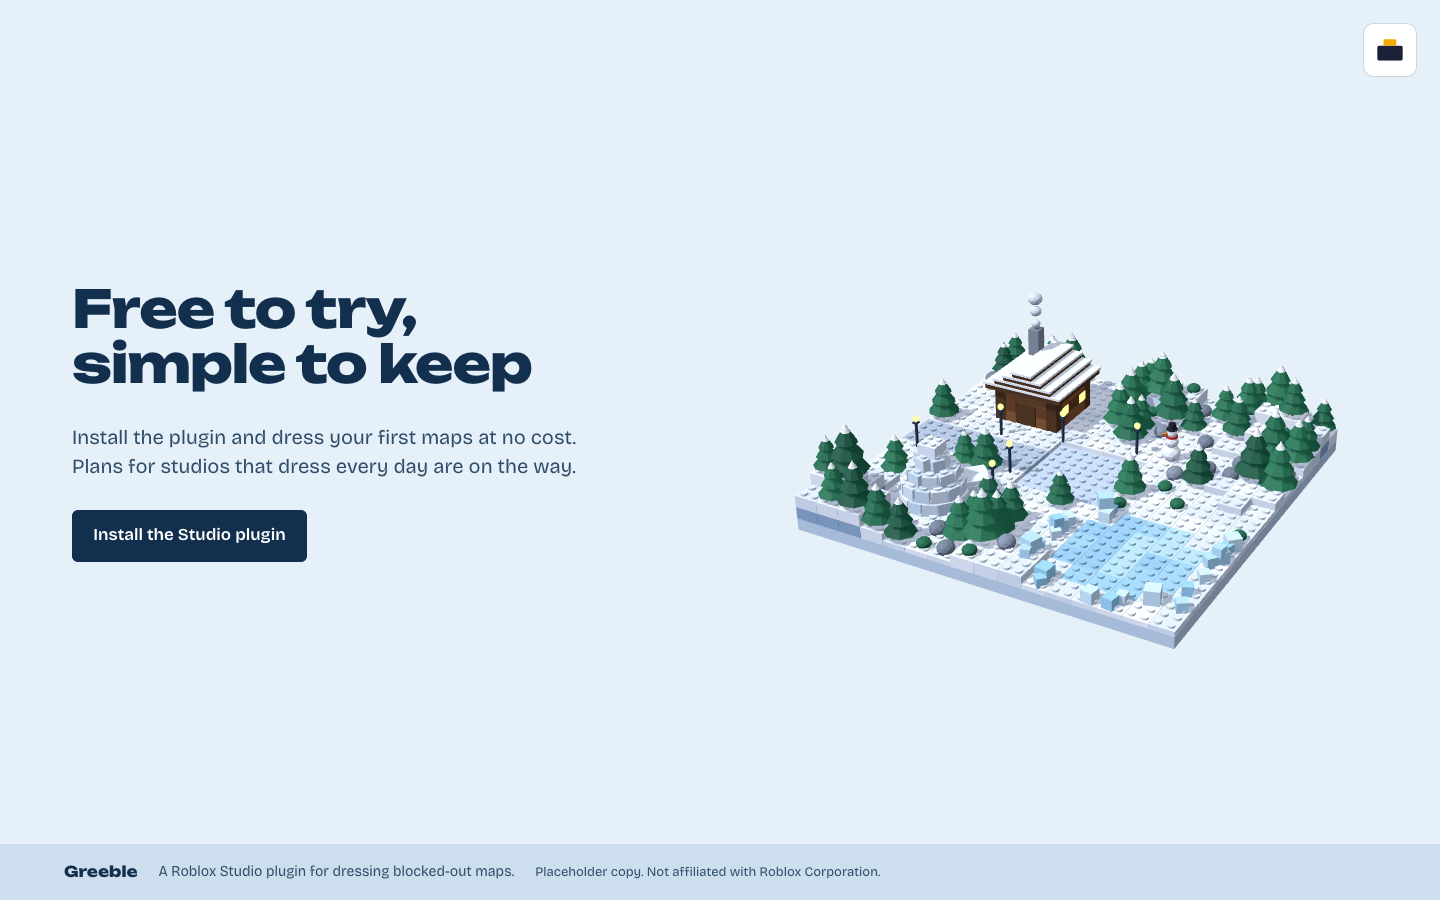 Free to try,
simple to keep
Install the plugin and dress your first maps at no cost.
Plans for studios that dress every day are on the way.
Install the Studio plugin
Greeble A Roblox Studio plugin for dressing blocked-out maps. Placeholder copy. Not affiliated with Roblox Corporation.